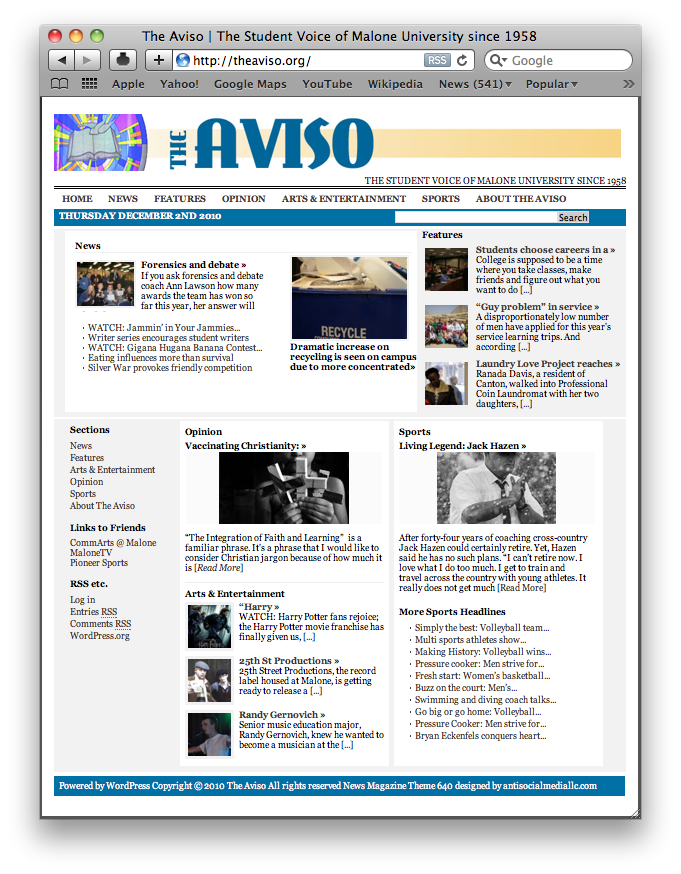 The Aviso | The Student Voice of Malone University since 1958
http://theaviso.org/
RSS
Google
Apple
Yahoo!
Google Maps
YouTube
Wikipedia
News (541)▾
Popular▾
»
THE AVISO
THE STUDENT VOICE OF MALONE UNIVERSITY SINCE 1958
HOME
NEWS
FEATURES
OPINION
ARTS & ENTERTAINMENT
SPORTS
ABOUT THE AVISO
THURSDAY DECEMBER 2ND 2010
Search
News
Forensics and debate »
If you ask forensics and debate
coach Ann Lawson how many
awards the team has won so
far this year, her answer will
· WATCH: Jammin' in Your Jammies...
· Writer series encourages student writers
· WATCH: Gigana Hugana Banana Contest...
· Eating influences more than survival
· Silver War provokes friendly competition
RECYCLE
Dramatic increase on
recycling is seen on campus
due to more concentrated»
Features
Students choose careers in a »
College is supposed to be a time
where you take classes, make
friends and figure out what you
want to do [...]
“Guy problem” in service »
A disproportionately low number
of men have applied for this year's
service learning trips. And
according [...]
Laundry Love Project reaches »
Ranada Davis, a resident of
Canton, walked into Professional
Coin Laundromat with her two
daughters, [...]
Sections
News
Features
Arts & Entertainment
Opinion
Sports
About The Aviso
Links to Friends
CommArts @ Malone
MaloneTV
Pioneer Sports
RSS etc.
Log in
Entries RSS
Comments RSS
WordPress.org
Opinion
Vaccinating Christianity: »
“The Integration of Faith and Learning” is a
familiar phrase. It's a phrase that I would like to
consider Christian jargon because of how much it
is [Read More]
Arts & Entertainment
“Harry »
WATCH: Harry Potter fans rejoice;
the Harry Potter movie franchise has
finally given us, [...]
25th St Productions »
25th Street Productions, the record
label housed at Malone, is getting
ready to release a [...]
Randy Gernovich »
Senior music education major,
Randy Gernovich, knew he wanted to
become a musician at the [...]
Sports
Living Legend: Jack Hazen »
After forty-four years of coaching cross-country
Jack Hazen could certainly retire. Yet, Hazen
said he has no such plans. “I can't retire now. I
love what I do too much. I get to train and
travel across the country with young athletes. It
really does not get much [Read More]
More Sports Headlines
· Simply the best: Volleyball team...
· Multi sports athletes show...
· Making History: Volleyball wins...
· Pressure cooker: Men strive for...
· Fresh start: Women's basketball...
· Buzz on the court: Men's...
· Swimming and diving coach talks...
· Go big or go home: Volleyball...
· Pressure Cooker: Men strive for...
· Bryan Eckenfels conquers heart...
Powered by WordPress Copyright © 2010 The Aviso All rights reserved News Magazine Theme 640 designed by antisocialmediallc.com